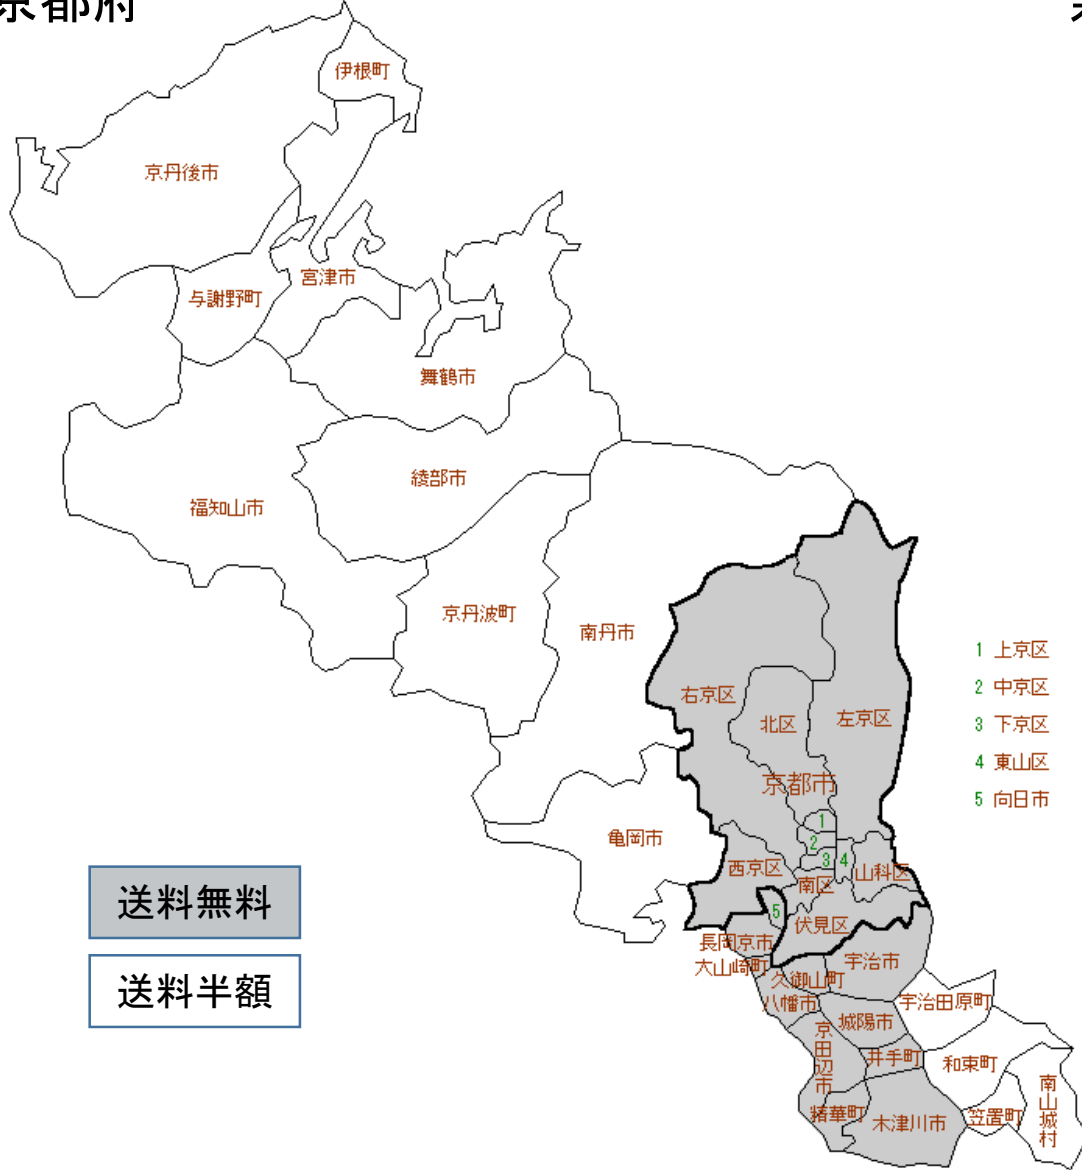 京都府
伊根町
京丹後市
宮津市
与謝野町
舞鶴市
綾部市
福知山市
京丹波町
南丹市
右京区
北区
左京区
京都市
1 上京区
2 中京区
3 下京区
4 東山区
5 向日市
亀岡市
1
2
3
4
西京区
南区
山科区
5
伏見区
長岡京市
大山崎町
宇治市
久御山町
八幡市
宇治田原町
城陽市
京田辺市
井手町
和束町
南山城村
精華町
木津川市
笠置町
送料無料
送料半額